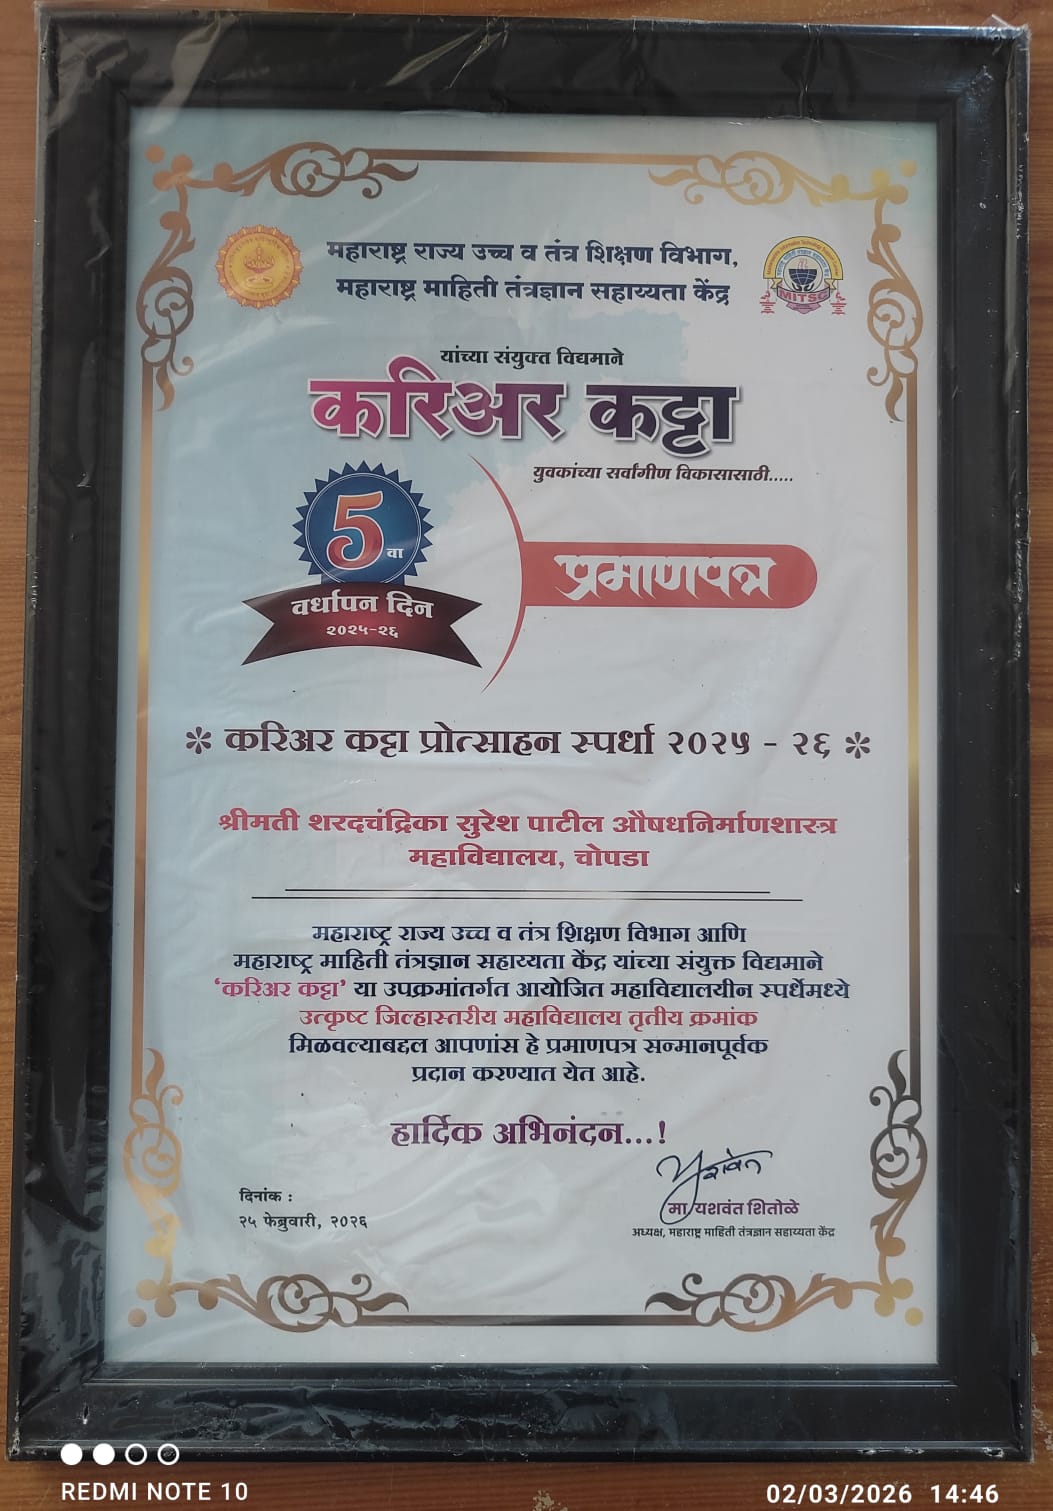 महाराष्ट्र राज्य उच्च व तंत्र शिक्षण विभाग,
महाराष्ट्र माहिती तंत्रज्ञान सहाय्यता केंद्र
MITSC
यांच्या संयुक्त विद्यमाने
करिअर कट्टा
युवकांच्या सर्वांगीण विकासासाठी.....
5 वा
वर्धापन दिन
२०२५-२६
प्रमाणपत्र
* करिअर कट्टा प्रोत्साहन स्पर्धा २०२५ - २६ *
श्रीमती शरदचंद्रिका सुरेश पाटील औषधनिर्माणशास्त्र
महाविद्यालय, चोपडा
महाराष्ट्र राज्य उच्च व तंत्र शिक्षण विभाग आणि
महाराष्ट्र माहिती तंत्रज्ञान सहाय्यता केंद्र यांच्या संयुक्त विद्यमाने
‘करिअर कट्टा’ या उपक्रमांतर्गत आयोजित महाविद्यालयीन स्पर्धेमध्ये
उत्कृष्ट जिल्हास्तरीय महाविद्यालय तृतीय क्रमांक
मिळवल्याबद्दल आपणांस हे प्रमाणपत्र सन्मानपूर्वक
प्रदान करण्यात येत आहे.
हार्दिक अभिनंदन...!
दिनांक :
२५ फेब्रुवारी, २०२६
मा. यशवंत शितोळे
अध्यक्ष, महाराष्ट्र माहिती तंत्रज्ञान सहाय्यता केंद्र
REDMI NOTE 10
02/03/2026 14:46